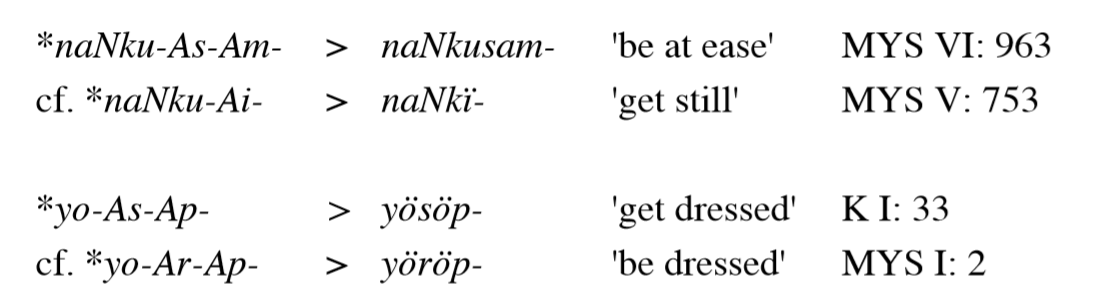 *naNku-As-Am- > naNkusam- 'be at ease' MYS VI: 963
cf. *naNku-Ai- > naNkï- 'get still' MYS V: 753
*yo-As-Ap- > yösöp- 'get dressed' K I: 33
cf. *yo-Ar-Ap- > yöröp- 'be dressed' MYS I: 2